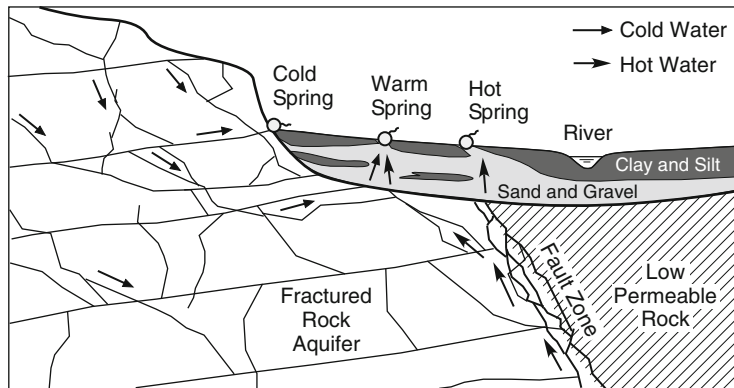 Cold Water
Hot Water
Cold
Spring
Warm
Spring
Hot
Spring
River
Clay and Silt
Sand and Gravel
Fault Zone
Fractured
Rock
Aquifer
Low
Permeable
Rock